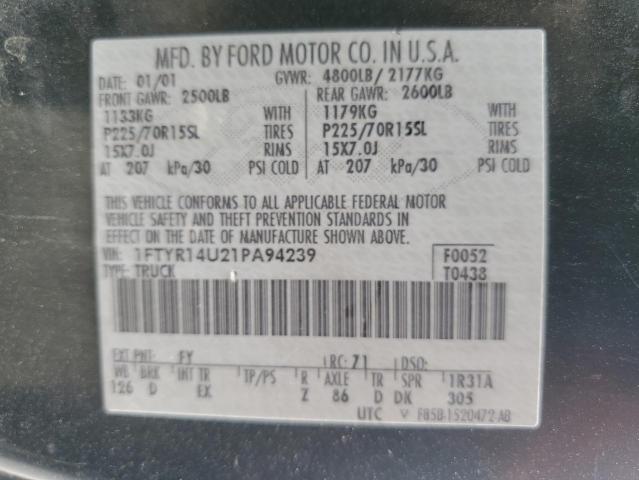 MFD. BY FORD MOTOR CO. IN U.S.A.
DATE: 01/01 GVWR: 4800LB/ 2177KG
FRONT GAWR: 2500LB REAR GAWR: 2600LB
1133KG WITH 1179KG WITH
P225/70R15SL TIRES P225/70R15SL TIRES
15X7.0J RIMS 15X7.0J RIMS
AT 207 kPa/30 PSI COLD AT 207 kPa/30 PSI COLD
THIS VEHICLE CONFORMS TO ALL APPLICABLE FEDERAL MOTOR
VEHICLE SAFETY AND THEFT PREVENTION STANDARDS IN
EFFECT ON THE DATE OF MANUFACTURE SHOWN ABOVE.
VIN: 1FTYR14U21PA94239 F0052
TYPE: TRUCK T0438
EXT PNT: FY RC: 71 DSO:
WB BRK INT TR TP/PS R AXLE TR SPR 1R31A
126 D EX Z 86 D DK 305
UTC V F85B-1520472-AB